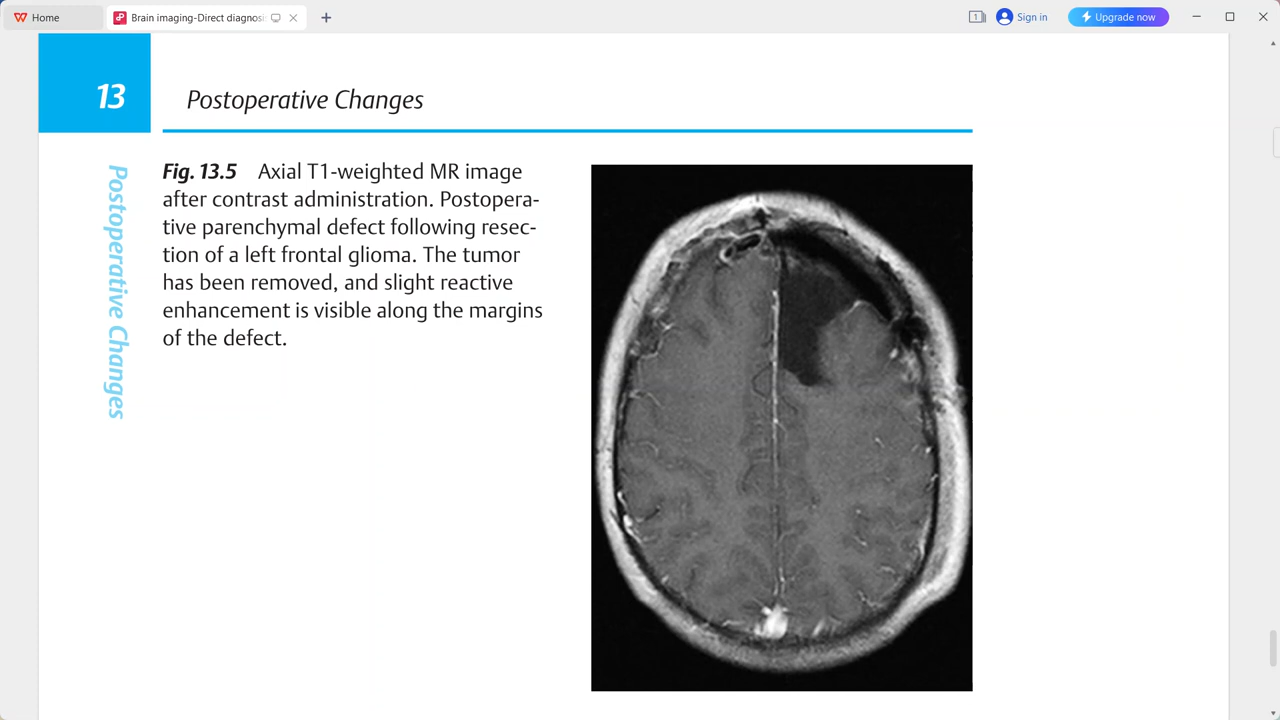 Home
Brain imaging-Direct diagnosi
1
Sign in
Upgrade now
13
Postoperative Changes
Postoperative Changes
Fig. 13.5 Axial T1-weighted MR image
after contrast administration. Postopera-
tive parenchymal defect following resec-
tion of a left frontal glioma. The tumor
has been removed, and slight reactive
enhancement is visible along the margins
of the defect.